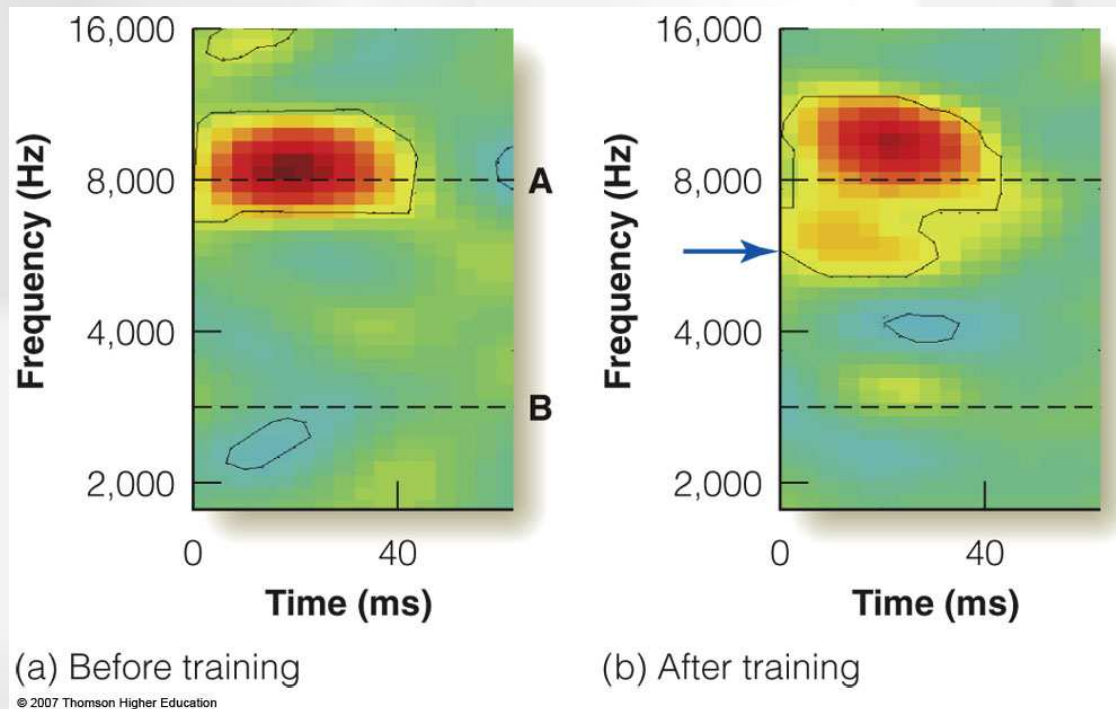 16,000
8,000
4,000
2,000
Frequency (Hz)
0
40
Time (ms)
A
B
(a) Before training
16,000
8,000
4,000
2,000
Frequency (Hz)
0
40
Time (ms)
(b) After training
© 2007 Thomson Higher Education